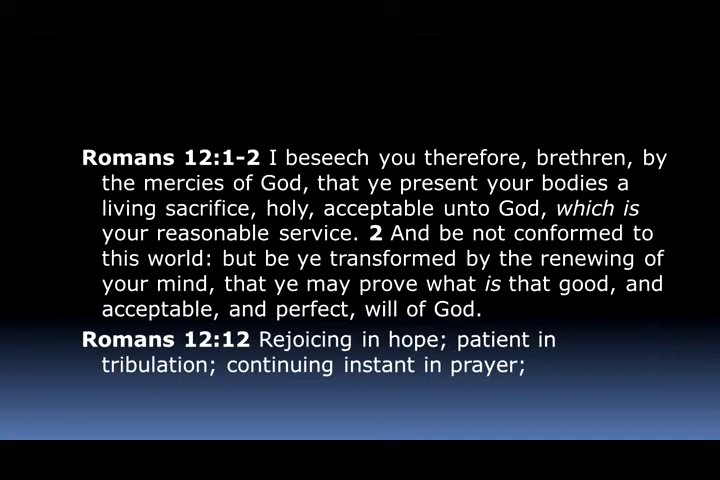 Romans 12:1-2 I beseech you therefore, brethren, by
the mercies of God, that ye present your bodies a
living sacrifice, holy, acceptable unto God, which is
your reasonable service. 2 And be not conformed to
this world: but be ye transformed by the renewing of
your mind, that ye may prove what is that good, and
acceptable, and perfect, will of God.
Romans 12:12 Rejoicing in hope; patient in
tribulation; continuing instant in prayer;